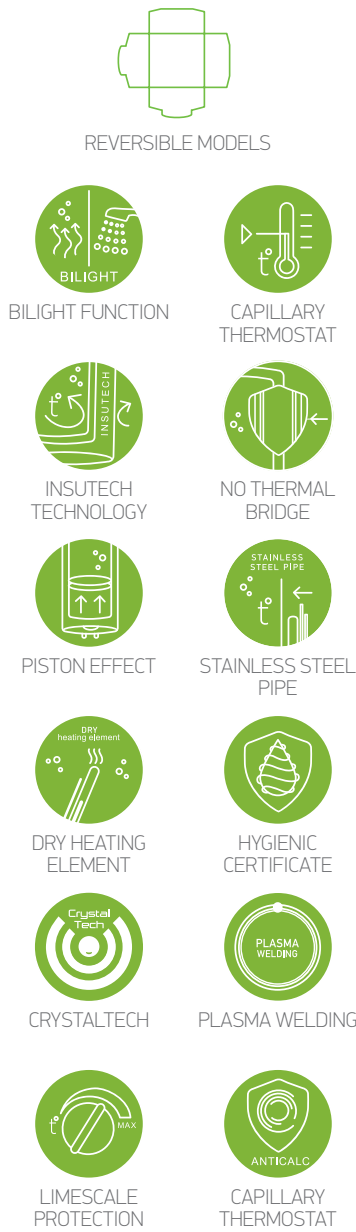 REVERSIBLE MODELS
BILIGHT
BILIGHT FUNCTION
t°
CAPILLARY
THERMOSTAT
t°
INSUTECH
INSUTECH
TECHNOLOGY
NO THERMAL
BRIDGE
PISTON EFFECT
STAINLESS
STEEL PIPE
t°
STAINLESS STEEL
PIPE
DRY
heating element
DRY HEATING
ELEMENT
HYGIENIC
CERTIFICATE
Crystal
Tech
CRYSTALTECH
PLASMA
WELDING
PLASMA WELDING
t°
MAX
LIMESCALE
PROTECTION
ANTICALC
CAPILLARY
THERMOSTAT